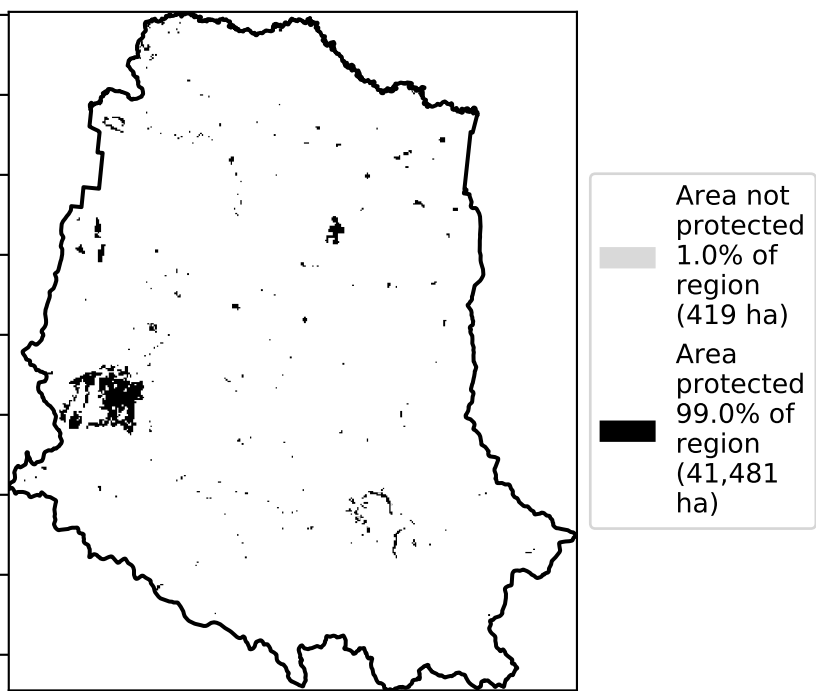 Area not
protected
1.0% of
region
(419 ha)
Area
protected
99.0% of
region
(41,481
ha)